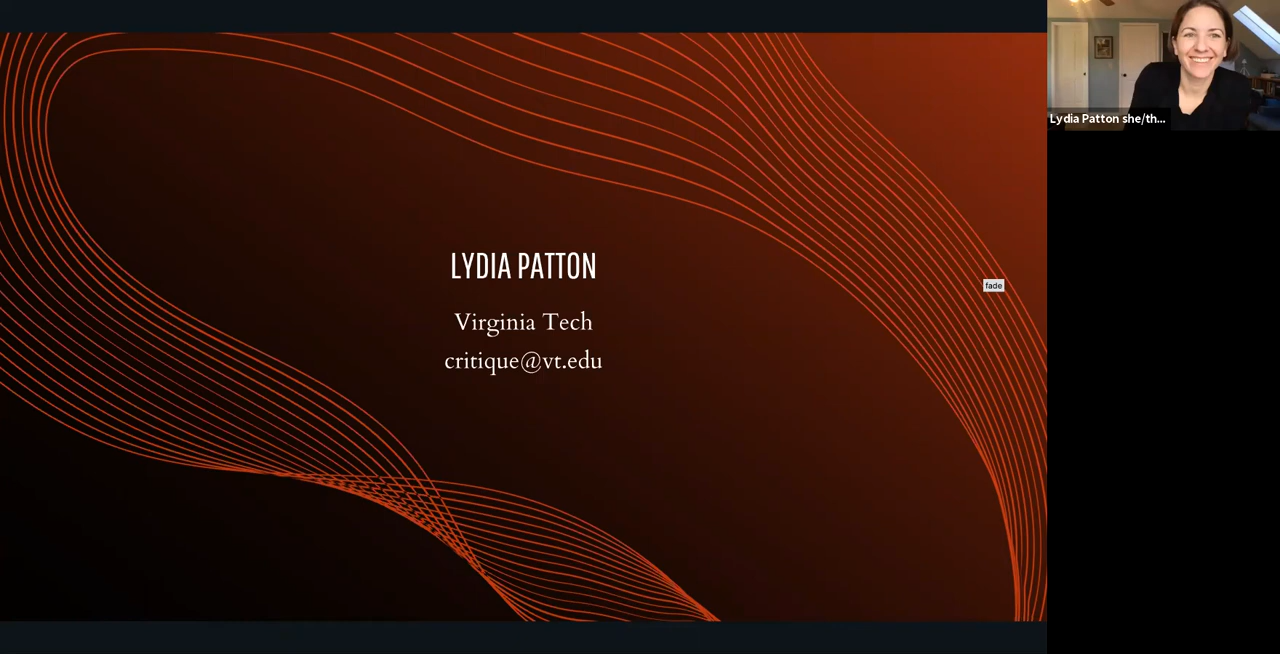 Lydia Patton she/th...
LYDIA PATTON
fade
Virginia Tech
critique@vt.edu